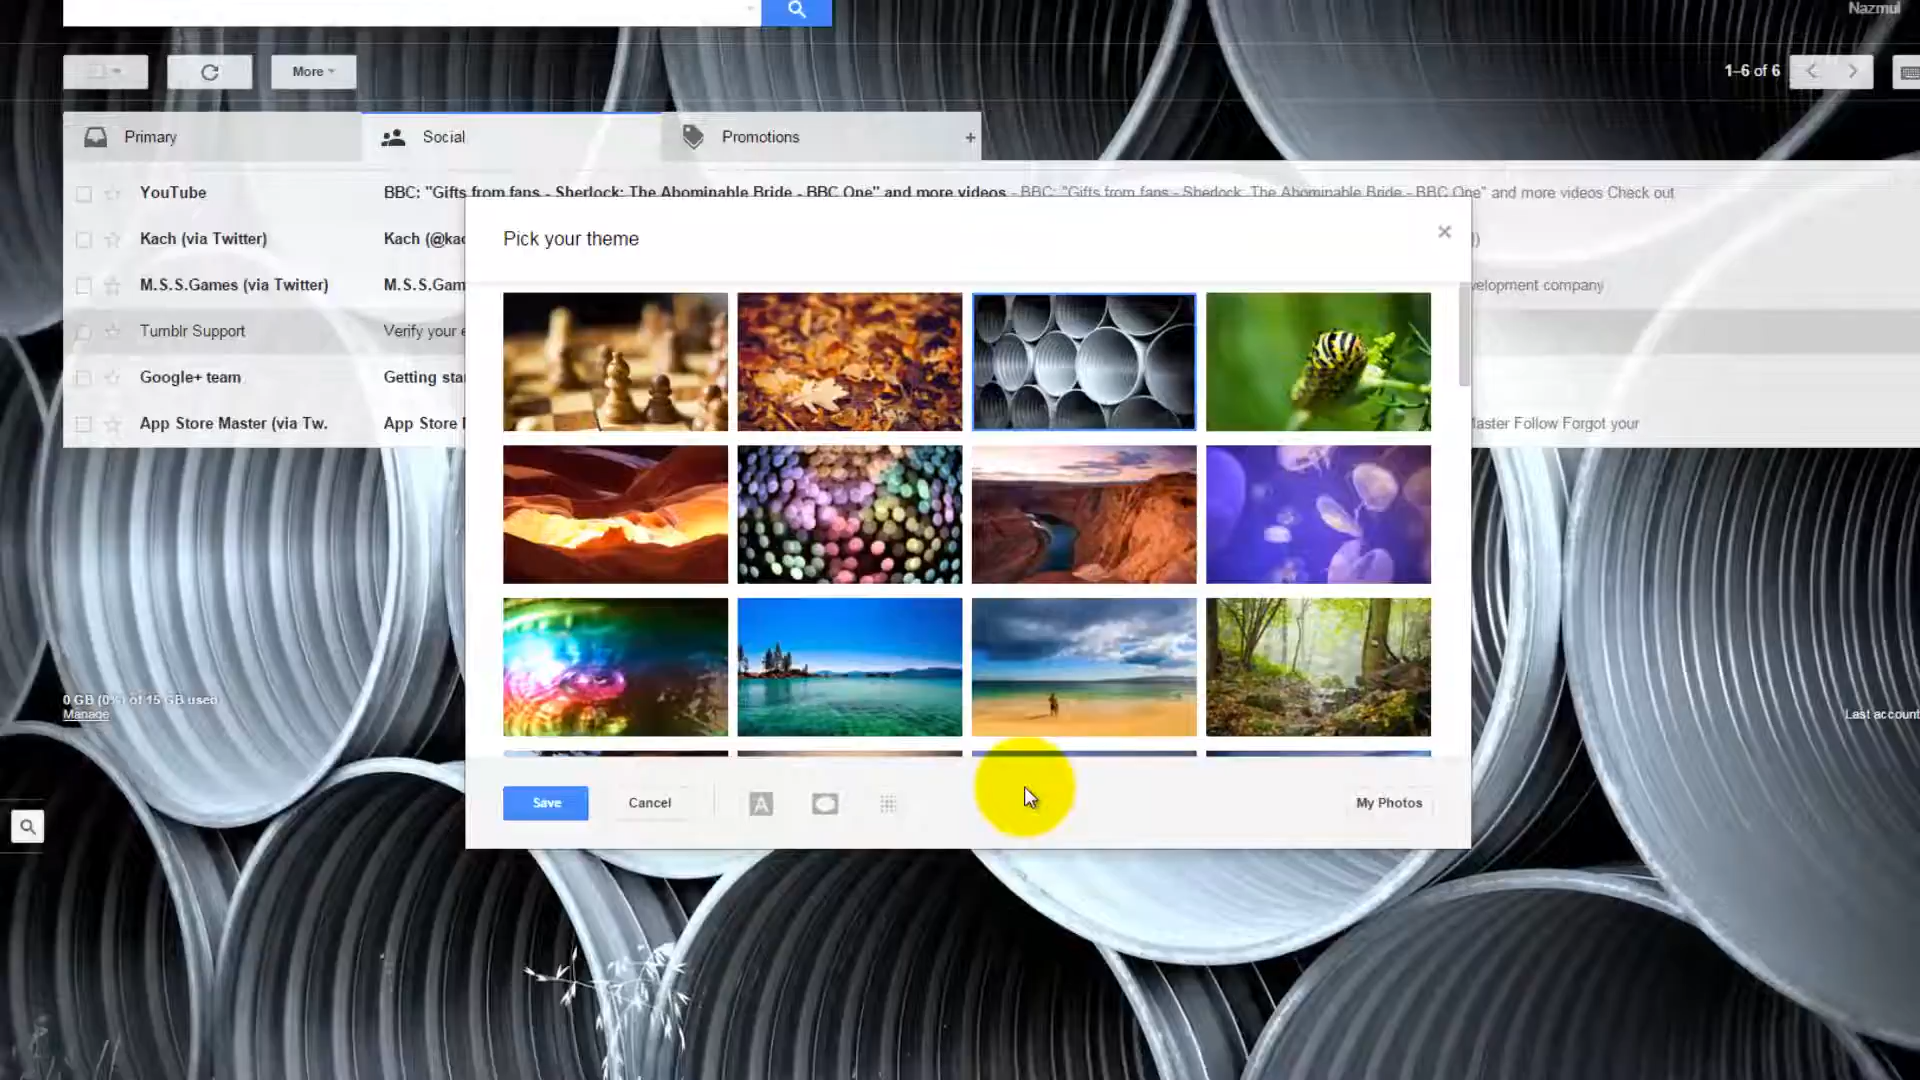 Nazmul
More
1–6 of 6
Primary
Social
Promotions
+
YouTube
BBC: "Gifts from fans - Sherlock: The Abominable Bride - BBC One" and more videos - BBC: "Gifts from fans - Sherlock: The Abominable Bride - BBC One" and more videos Check out
Kach (via Twitter)
Kach (@kac
M.S.S.Games (via Twitter)
M.S.S.Gam
velopment company
Tumblr Support
Verify your e
Google+ team
Getting star
App Store Master (via Tw.
App Store
Master Follow Forgot your
Pick your theme
Save
Cancel
A
My Photos
0 GB (0%) of 15 GB used
Manage
Last account